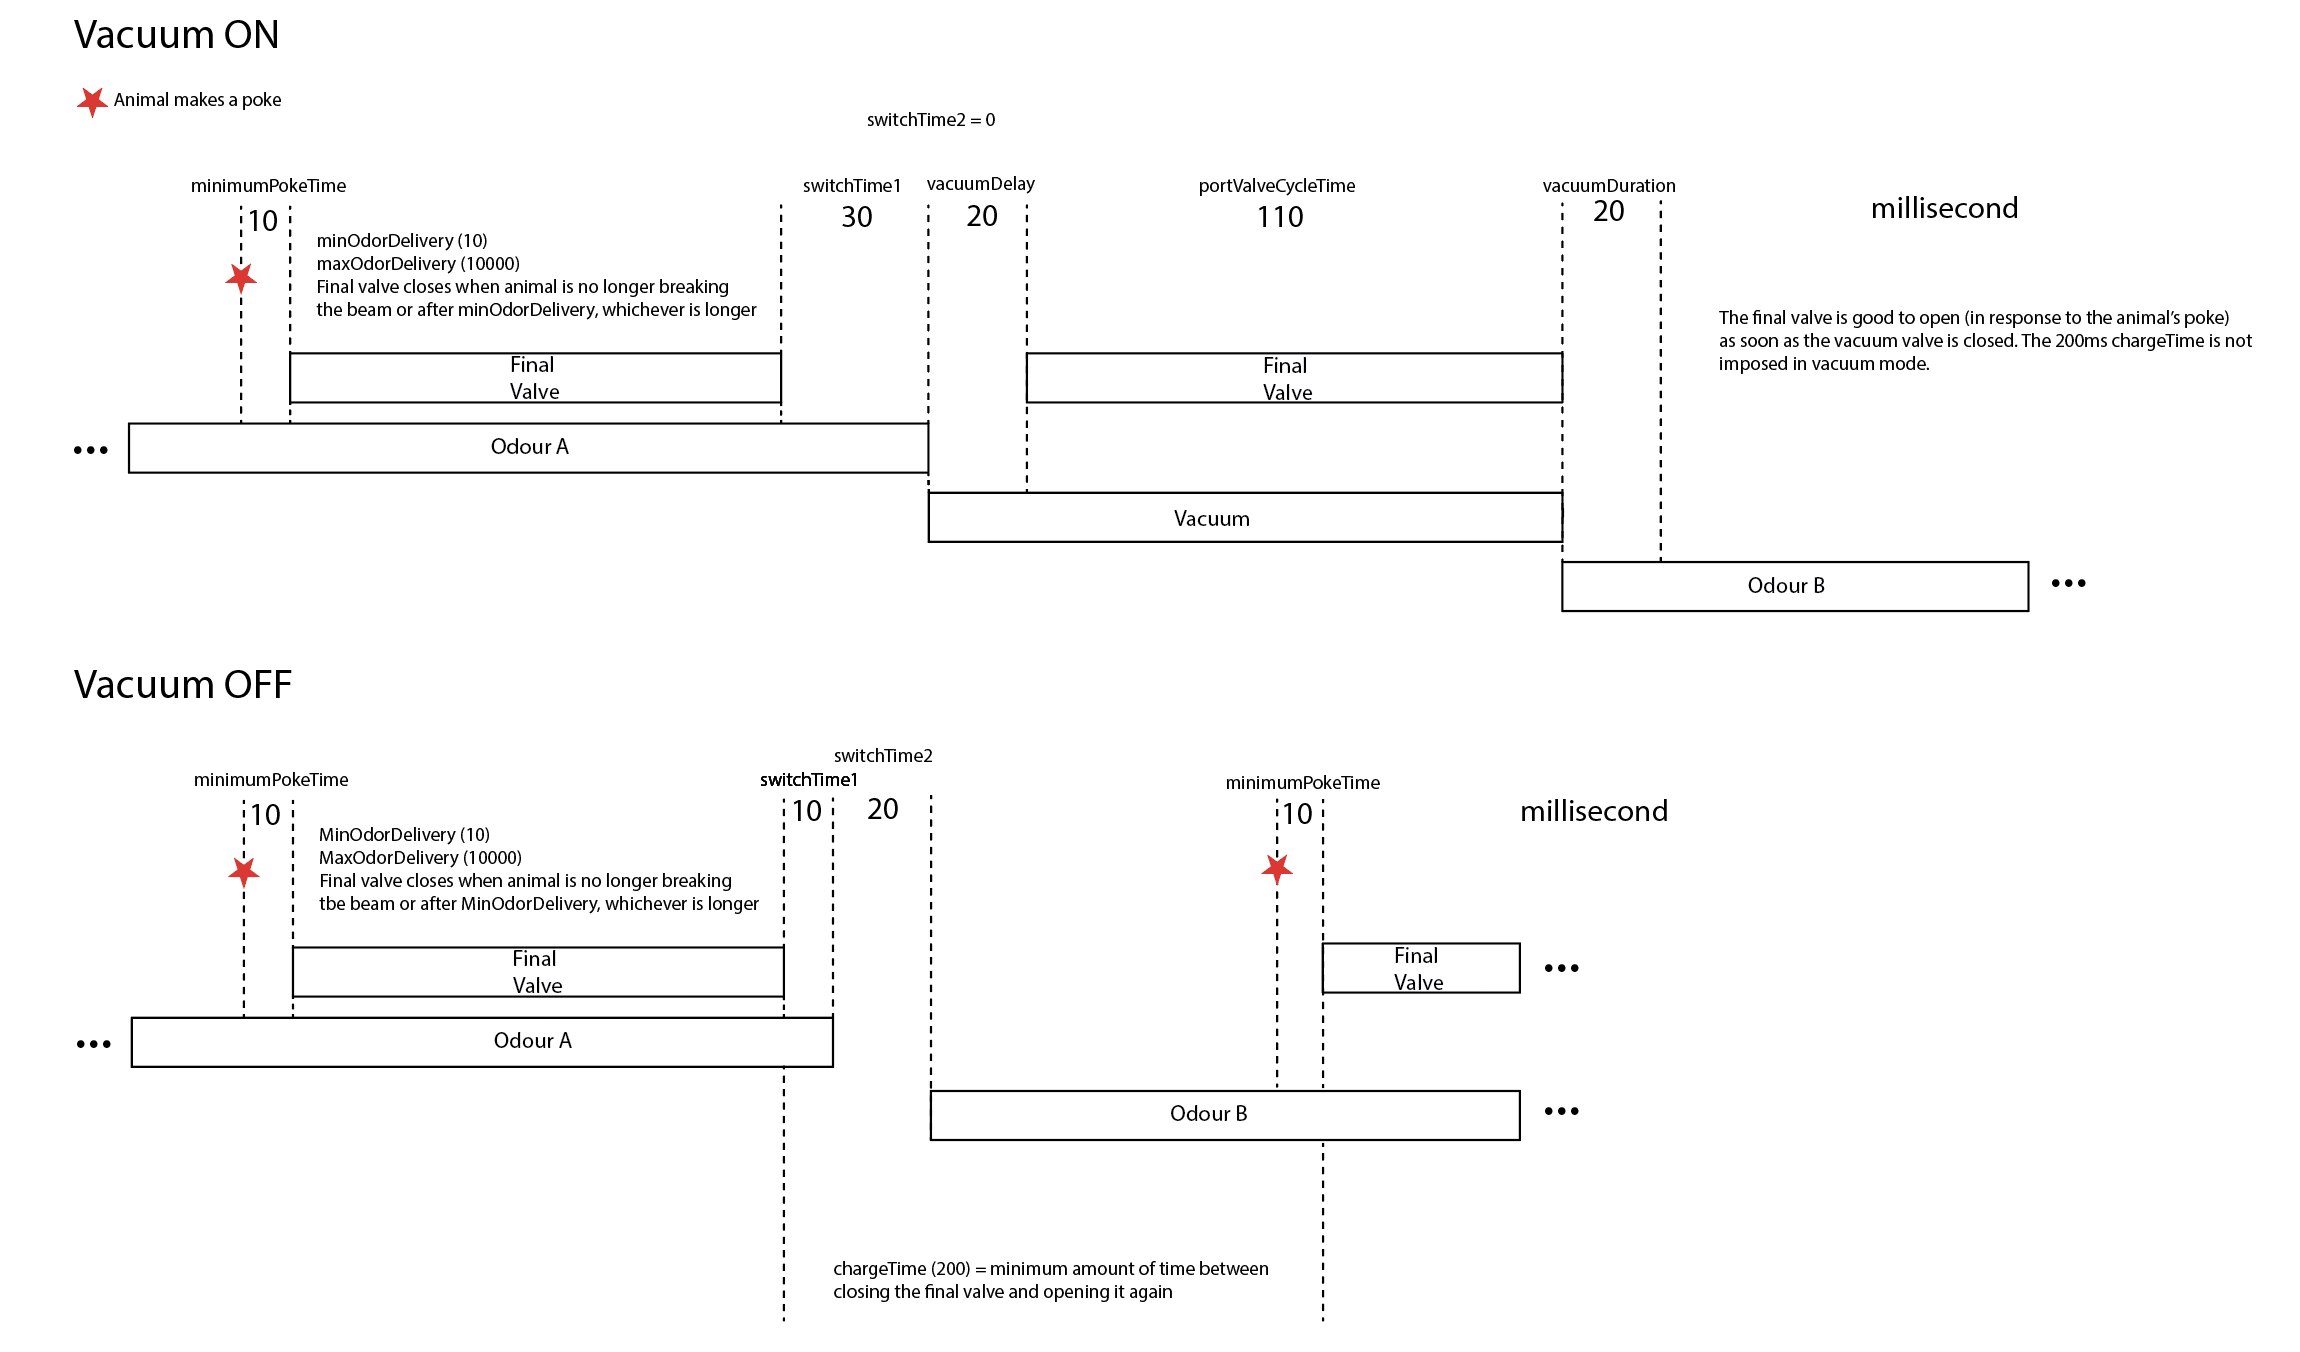 Vacuum ON
Animal makes a poke
switchTime2 = 0
minimumPokeTime
switchTime1
vacuumDelay
portValveCycleTime
vacuumDuration
10
30
20
110
20
millisecond
minOdorDelivery (10)
maxOdorDelivery (10000)
Final valve closes when animal is no longer breaking
the beam or after minOdorDelivery, whichever is longer
The final valve is good to open (in response to the animal's poke)
as soon as the vacuum valve is closed. The 200ms chargeTime is not
imposed in vacuum mode.
Final
Valve
Final
Valve
... Odour A
Vacuum
Odour B ...
Vacuum OFF
switchTime2
minimumPokeTime
switchTime1
minimumPokeTime
10
10
20
10
millisecond
MinOdorDelivery (10)
MaxOdorDelivery (10000)
Final valve closes when animal is no longer breaking
tbe beam or after MinOdorDelivery, whichever is longer
Final
Valve
Final
Valve
...
... Odour A
Odour B ...
chargeTime (200) = minimum amount of time between
closing the final valve and opening it again